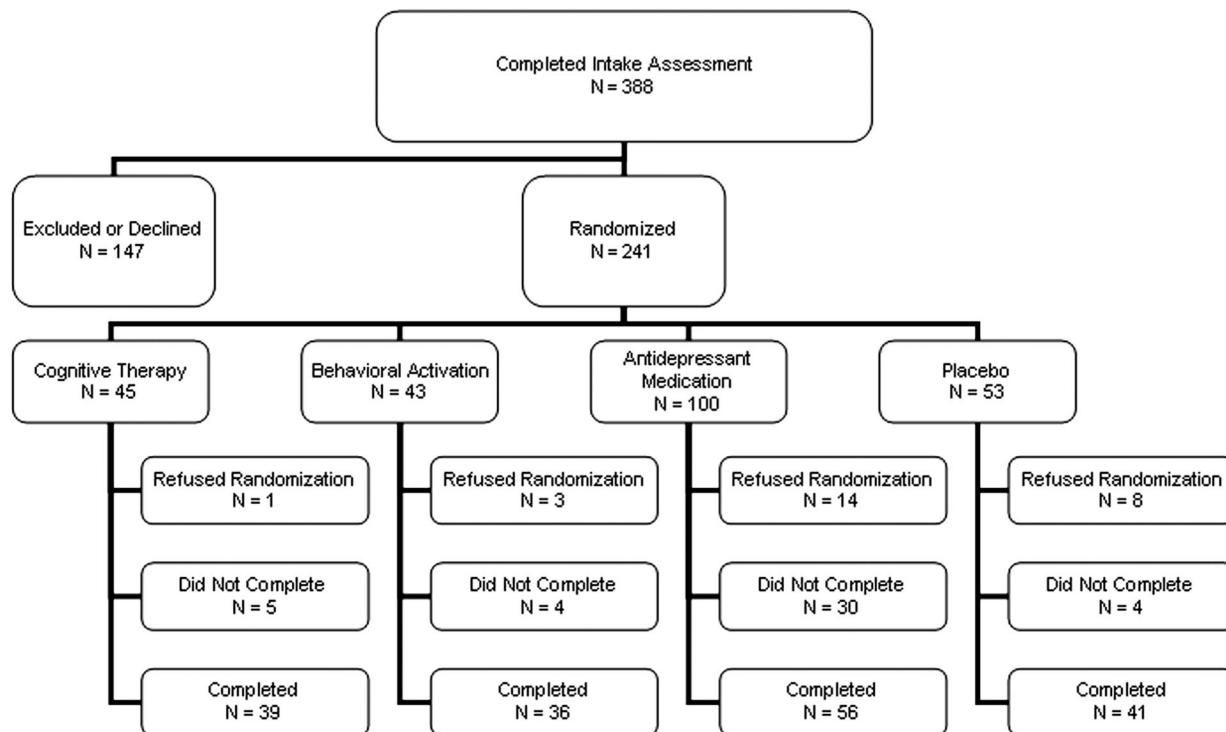 Completed Intake Assessment
N = 388
Excluded or Declined
N = 147
Randomized
N = 241
Cognitive Therapy
N = 45
Behavioral Activation
N = 43
Antidepressant
Medication
N = 100
Placebo
N = 53
Refused Randomization
N = 1
Refused Randomization
N = 3
Refused Randomization
N = 14
Refused Randomization
N = 8
Did Not Complete
N = 5
Did Not Complete
N = 4
Did Not Complete
N = 30
Did Not Complete
N = 4
Completed
N = 39
Completed
N = 36
Completed
N = 56
Completed
N = 41